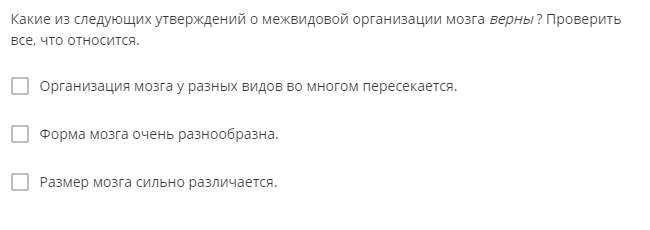 Какие из следующих утверждений о межвидовой организации мозга верны ? Проверить
все, что относится.
Организация мозга у разных видов во многом пересекается.
Форма мозга очень разнообразна.
Размер мозга сильно различается.